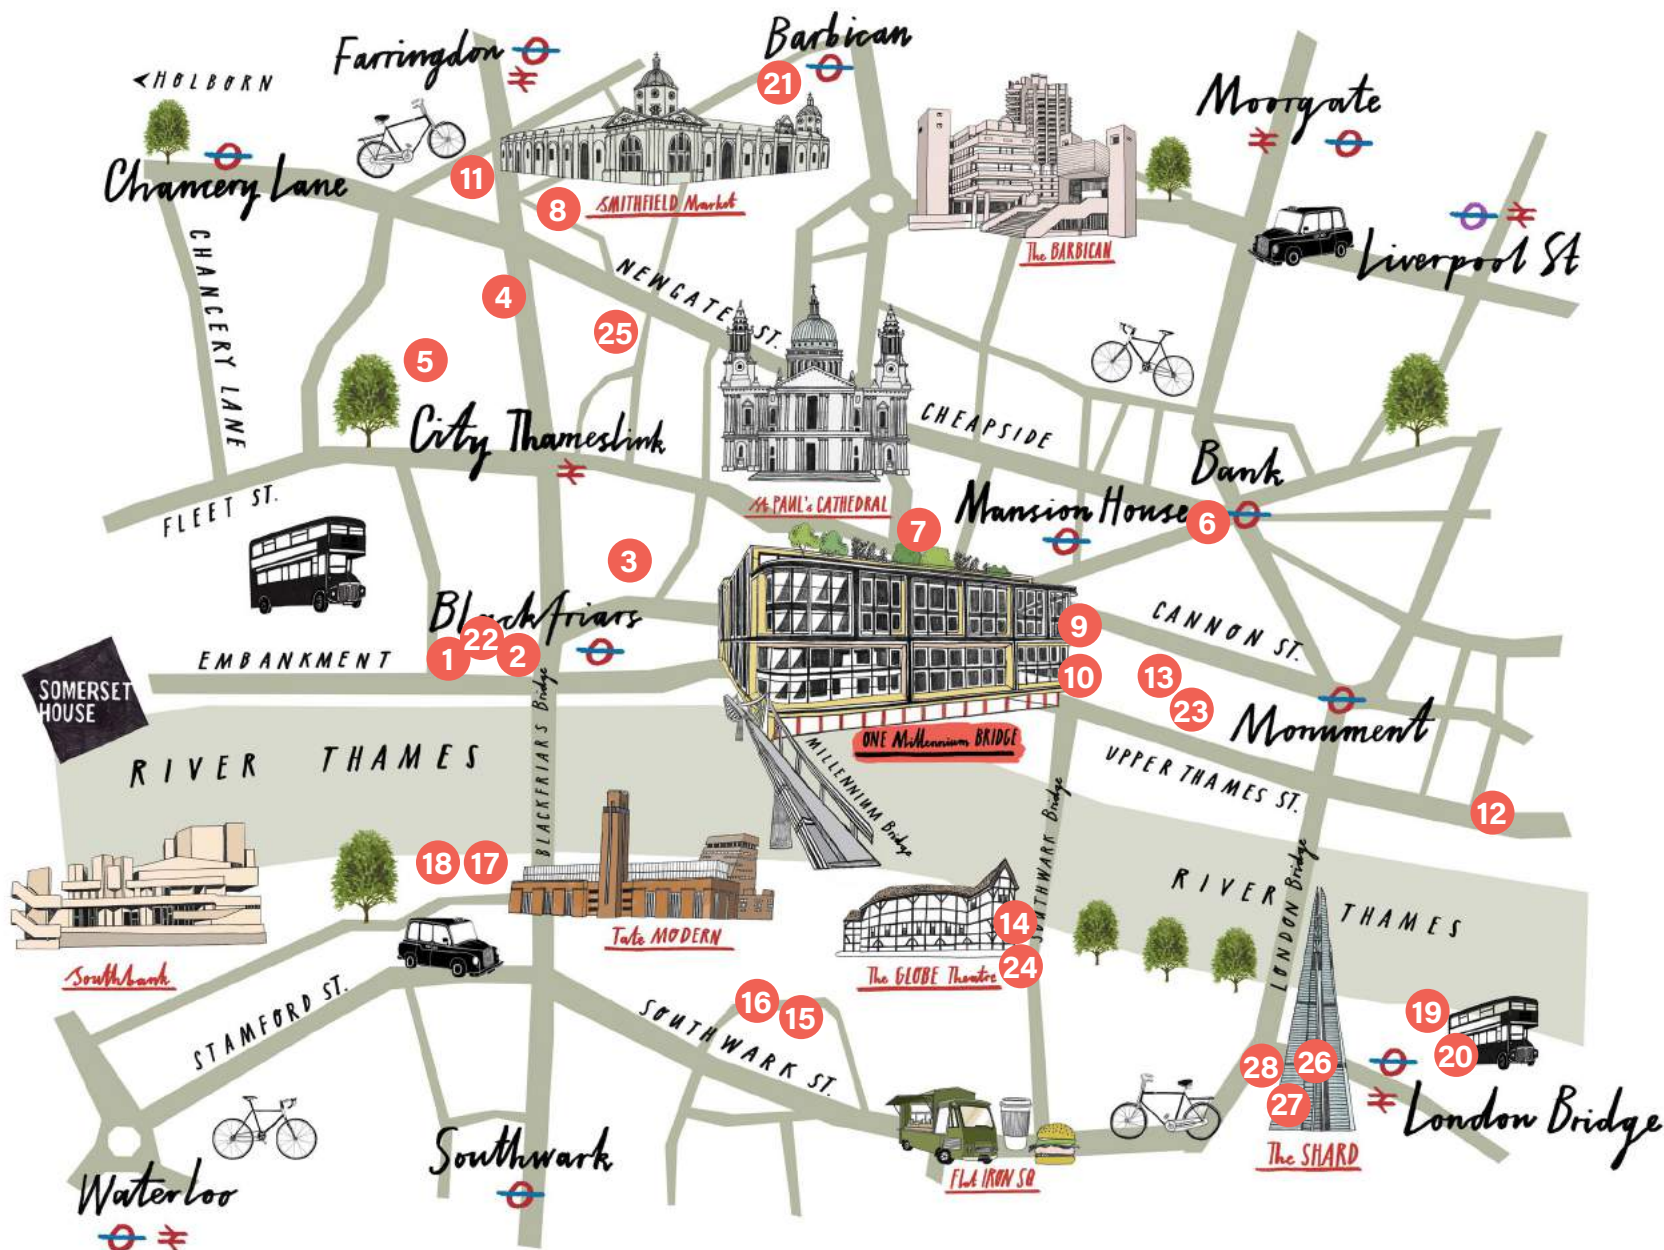 Farringdon
Barbican
21
◄HOLBORN
Moorgate
Chancery Lane
11
8
SMITHFIELD Market
The BARBICAN
Liverpool St
CHANCERY LANE
NEWGATE ST.
4
25
5
City Thameslink
CHEAPSIDE
Bank
FLEET ST.
St PAUL's CATHEDRAL
Mansion House
6
7
3
Blackfriars
22
1
2
EMBANKMENT
9
CANNON ST.
10
13
23
SOMERSET
HOUSE
Monument
ONE Millennium BRIDGE
RIVER THAMES
BLACKFRIARS Bridge
MILLENNIUM Bridge
UPPER THAMES ST.
12
SOUTHWARK Bridge
18
17
LONDON Bridge
RIVER THAMES
14
Tate MODERN
Southbank
The GLOBE Theatre
24
STAMFORD ST.
16
15
SOUTHWARK ST.
19
20
28
26
27
London Bridge
Southwark
The SHARD
Flat IRON SQ
Waterloo